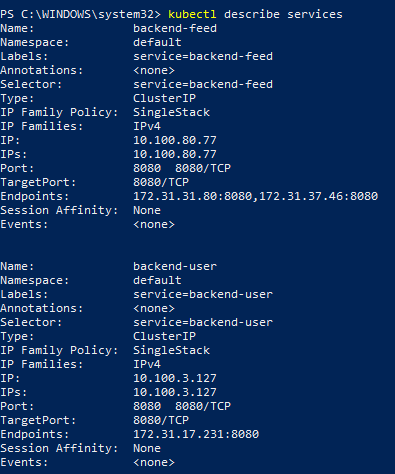 PS C:\WINDOWS\system32> kubectl describe services
Name:              backend-feed
Namespace:         default
Labels:            service=backend-feed
Annotations:       <none>
Selector:          service=backend-feed
Type:              ClusterIP
IP Family Policy:  SingleStack
IP Families:       IPv4
IP:                10.100.80.77
IPs:               10.100.80.77
Port:              8080  8080/TCP
TargetPort:        8080/TCP
Endpoints:         172.31.31.80:8080,172.31.37.46:8080
Session Affinity:  None
Events:            <none>
Name:              backend-user
Namespace:         default
Labels:            service=backend-user
Annotations:       <none>
Selector:          service=backend-user
Type:              ClusterIP
IP Family Policy:  SingleStack
IP Families:       IPv4
IP:                10.100.3.127
IPs:               10.100.3.127
Port:              8080  8080/TCP
TargetPort:        8080/TCP
Endpoints:         172.31.17.231:8080
Session Affinity:  None
Events:            <none>